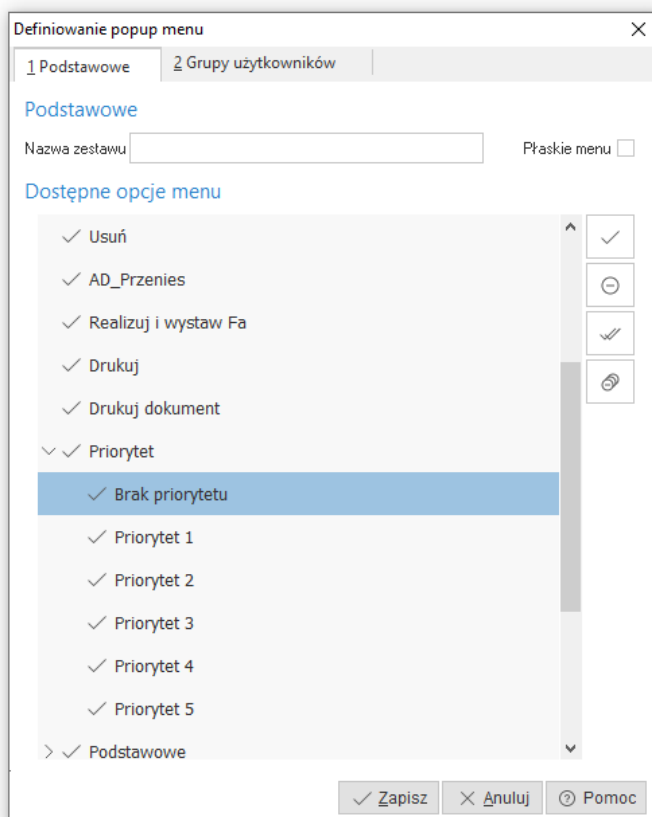 Definiowanie popup menu
1 Podstawowe
2 Grupy użytkowników
Podstawowe
Nazwa zestawu
Płaskie menu
Dostępne opcje menu
Usuń
AD_Przenies
Realizuj i wystaw Fa
Drukuj
Drukuj dokument
Priorytet
Brak priorytetu
Priorytet 1
Priorytet 2
Priorytet 3
Priorytet 4
Priorytet 5
Podstawowe
Zapisz
Anuluj
Pomoc